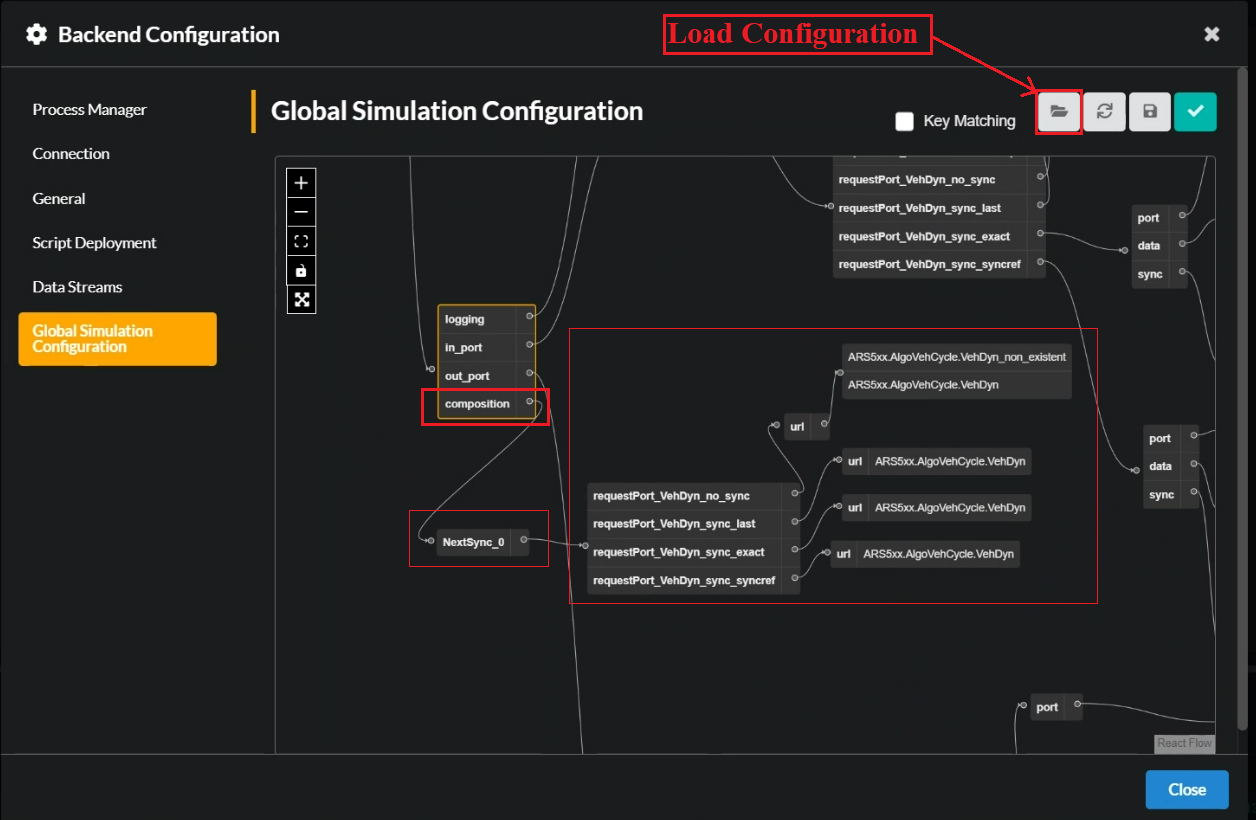 Backend Configuration
Load Configuration
Process Manager
Connection
General
Script Deployment
Data Streams
Global Simulation
Configuration
Global Simulation Configuration
Key Matching
requestPort_VehDyn_no_sync
requestPort_VehDyn_sync_last
requestPort_VehDyn_sync_exact
requestPort_VehDyn_sync_syncref
port
data
sync
logging
in_port
out_port
composition
NextSync_0
requestPort_VehDyn_no_sync
requestPort_VehDyn_sync_last
requestPort_VehDyn_sync_exact
requestPort_VehDyn_sync_syncref
url
ARS5xx.AlgoVehCycle.VehDyn_non_existent
ARS5xx.AlgoVehCycle.VehDyn
url ARS5xx.AlgoVehCycle.VehDyn
url ARS5xx.AlgoVehCycle.VehDyn
url ARS5xx.AlgoVehCycle.VehDyn
port
data
sync
port
React Flow
Close